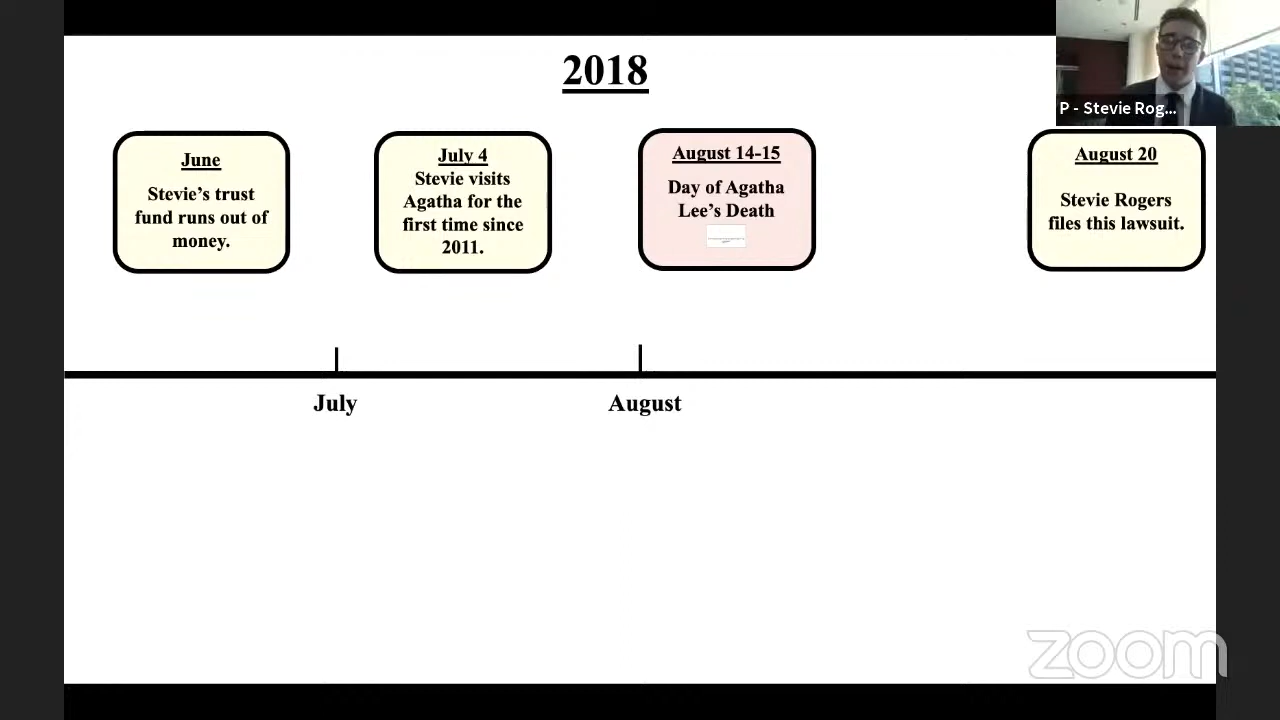 2018
P - Stevie Rog...
June
Stevie's trust
fund runs out of
money.
July 4
Stevie visits
Agatha for the
first time since
2011.
August 14-15
Day of Agatha
Lee's Death
August 20
Stevie Rogers
files this lawsuit.
July
August
zoom